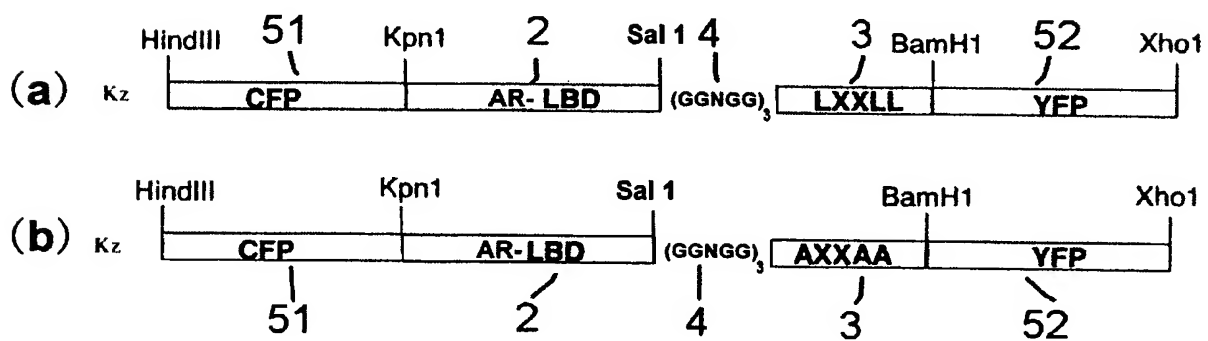 HindIII 51 Kpn1 2 Sal 1 4 3 BamH1 52 Xho1
(a) Kz CFP AR-LBD (GGNGG)3 LXXLL YFP
HindIII Kpn1 Sal 1 BamH1 Xho1
(b) Kz CFP AR-LBD (GGNGG)3 AXXAA YFP
51 2 4 3 52